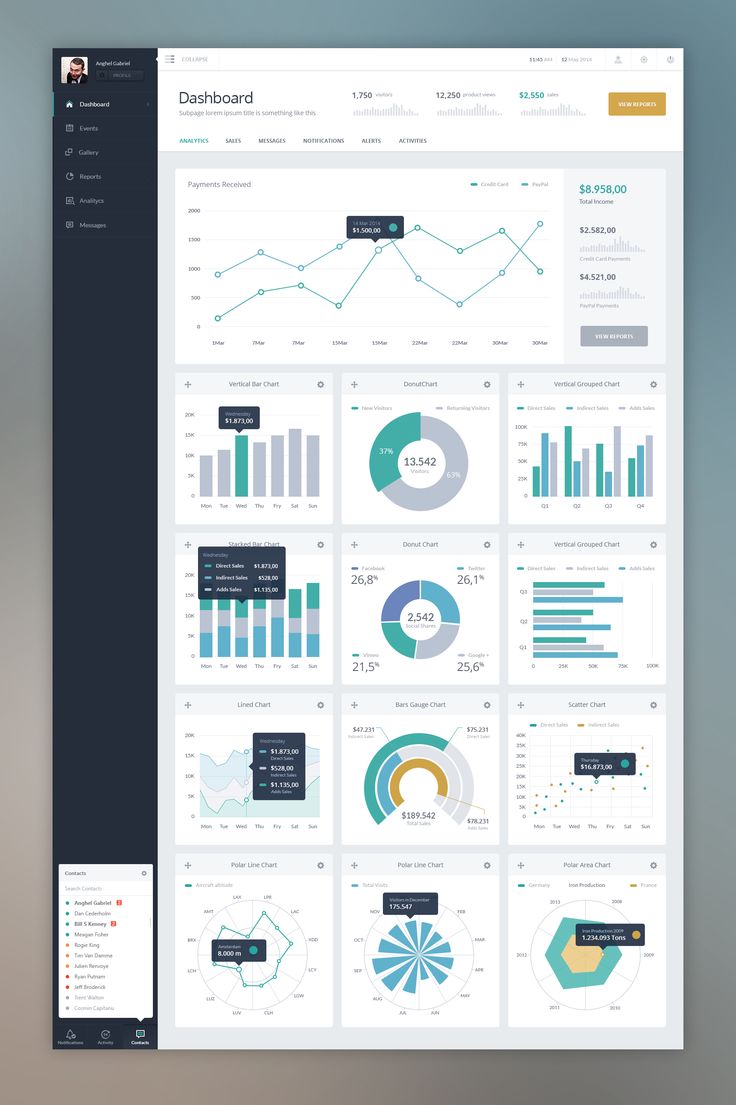 Anghel Gabriel
PROFILE
COLLAPSE
11:45 AM
12 May 2014
Dashboard
Events
Gallery
Reports
Analitycs
Messages
Dashboard
Subpage lorem ipsum title is something like this
1,750 visitors
12,250 product views
$2,550 sales
VIEW REPORTS
ANALYTICS SALES MESSAGES NOTIFICATIONS ALERTS ACTIVITIES
Payments Received
Credit Card PayPal
14 Mar 2014
$1.500,00
2000
1500
1000
500
0
1Mar 7Mar 7Mar 15Mar 15Mar 22Mar 22Mar 30Mar 30Mar
$8.958,00
Total Income
$2.582,00
Credit Card Payments
$4.521,00
PayPal Payments
VIEW REPORTS
Vertical Bar Chart
Wednesday
$1.873,00
20K
15K
10K
5K
0
Mon Tue Wed Thu Fry Sat Sun
DonutChart
New Visitors Returning Visitors
37%
13.542
Visitors
63%
Vertical Grouped Chart
Direct Sales Indirect Sales Adds Sales
100K
75K
50K
25K
0
Q1 Q2 Q3 Q4
Stacked Bar Chart
Wednesday
Direct Sales $1.873,00
Indirect Sales $528,00
Adds Sales $1.135,00
20K
15K
10K
5K
0
Mon Tue Wed Thu Fry Sat Sun
Donut Chart
Facebook
26,8%
Twitter
26,1%
2,542
Social Shares
Vimeo
21,5%
Google +
25,6%
Vertical Grouped Chart
Direct Sales Indirect Sales Adds Sales
Q3
Q2
Q1
0 25K 50K 75K 100K
Lined Chart
Wednesday
$1.873,00
Direct Sales
$528,00
Indirect Sales
$1.135,00
Adds Sales
20K
15K
10K
5K
0
Mon Tue Wed Thu Fry Sat Sun
Bars Gauge Chart
$47.231
Indirect Sales
$75.231
Direct Sales
$189.542
Total Sales
$78.231
Adds Sales
Scatter Chart
Direct Sales Indirect Sales
Thursday
$16.873,00
40K
35K
30K
25K
20K
15K
10K
5K
0
Mon Tue Wed Thu Fry Sat Sun
Polar Line Chart
Aircraft altitude
Amsterdam
8.000 m
LAX
LPR
LAC
HDD
LCY
LGW
CLH
LUV
LUZ
LCH
BRX
AMT
Polar Line Chart
Total Visits
Visitors in December
175.547
FEB
MAR
APR
MAY
JUN
JUL
AUG
SEP
OCT
NOV
Polar Area Chart
Germany Iron Production France
Iron Production 2009
1.234.093 Tons
2009
2010
2011
2012
2013
Contacts
Search Contacts
Anghel Gabriel 2
Dan Cederholm
Bill S Kenney 2
Meagan Fisher
Rogie King
Tim Van Damme
Julien Renvoye
Ryan Putnam
Jeff Broderick
Trent Walton
Cosmin Capitanu
Notifications
Activity
Contacts